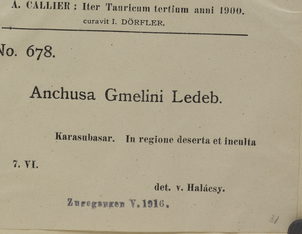 A. CALLIER : Iter Tauricum tertium anni 1900.
curavit I. DÖRFLER.
No. 678.
Anchusa Gmelini Ledeb.
Karasubasar. In regione deserta et inculta
7. VI.
det. v. Halácsy.
Zugegangen V.1916.